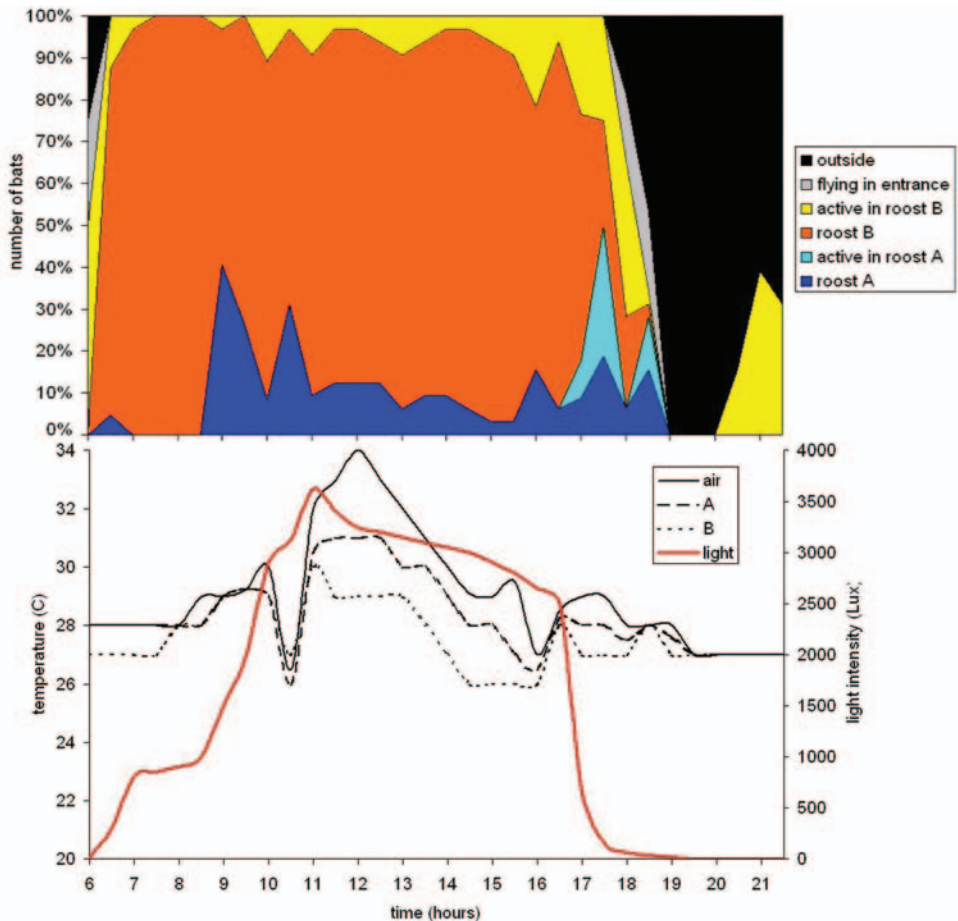 100%
90%
80%
70%
60%
50%
40%
30%
20%
10%
0%
number of bats
outside
flying in entrance
active in roost B
roost B
active in roost A
roost A
34
32
30
28
26
24
22
20
temperature (C)
air
A
B
light
4000
3500
3000
2500
2000
1500
1000
500
0
light intensity (Lux)
6 7 8 9 10 11 12 13 14 15 16 17 18 19 20 21
time (hours)